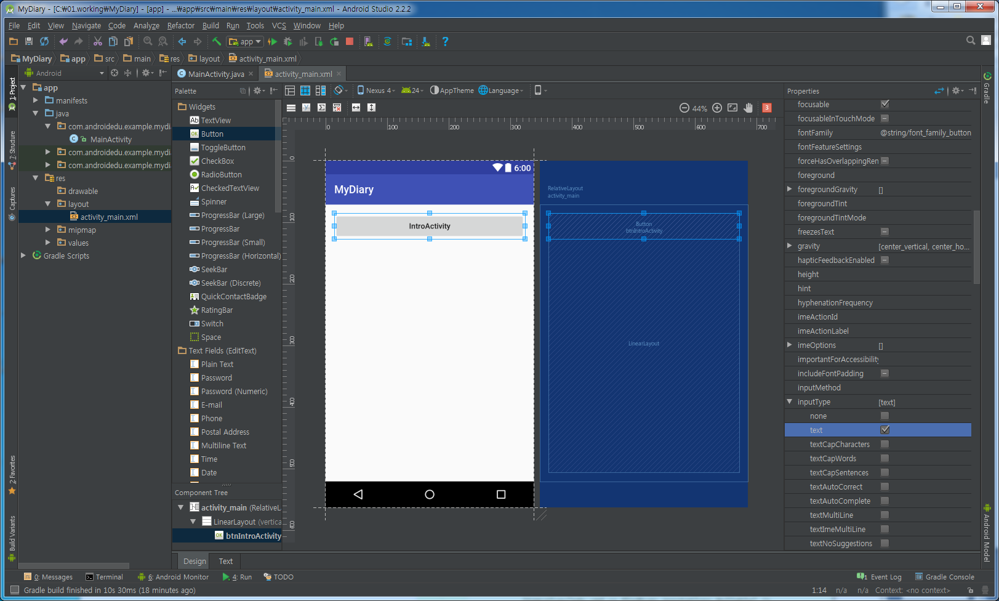 MyDiary - [C:₩01.working₩MyDiary] - [app] - ...₩app₩src₩main₩res₩layout₩activity_main.xml - Android Studio 2.2.2
File Edit View Navigate Code Analyze Refactor Build Run Tools VCS Window Help
app
MyDiary app src main res layout activity_main.xml
1: Project
7: Structure
Captures
2: Favorites
Build Variants
Android
app
manifests
java
com.androidedu.example.mydia
MainActivity
com.androidedu.example.mydia
com.androidedu.example.mydia
res
drawable
layout
activity_main.xml
mipmap
values
Gradle Scripts
MainActivity.java
activity_main.xml
Palette
Widgets
Ab TextView
OK Button
ToggleButton
CheckBox
RadioButton
CheckedTextView
Spinner
ProgressBar (Large)
ProgressBar
ProgressBar (Small)
ProgressBar (Horizontal)
SeekBar
SeekBar (Discrete)
QuickContactBadge
RatingBar
Switch
Space
Text Fields (EditText)
Plain Text
Password
Password (Numeric)
E-mail
Phone
Postal Address
Multiline Text
Time
Date
Component Tree
activity_main (RelativeL
LinearLayout (vertica
OK btnIntroActivity
Nexus 4 24 AppTheme Language
44% 3
0 100 200 300 400 500 600 700
0
100
200
300
400
500
600
6:00
MyDiary
IntroActivity
RelativeLayout
activity_main
Button
btnIntroActivity
LinearLayout
Design Text
Properties
focusable
focusableInTouchMode
fontFamily @string/font_family_button
fontFeatureSettings
forceHasOverlappingRen
foreground
foregroundGravity []
foregroundTint
foregroundTintMode
freezesText
gravity [center_vertical, center_ho...
hapticFeedbackEnabled
height
hint
hyphenationFrequency
imeActionId
imeActionLabel
imeOptions []
importantForAccessibility
includeFontPadding
inputMethod
inputType [text]
none
text
textCapCharacters
textCapWords
textCapSentences
textAutoCorrect
textAutoComplete
textMultiLine
textImeMultiLine
textNoSuggestions
Gradle
Android Model
0: Messages Terminal 6: Android Monitor 4: Run TODO 1 Event Log Gradle Console
Gradle build finished in 10s 30ms (18 minutes ago) 1:14 n/a n/a Context: <no context>